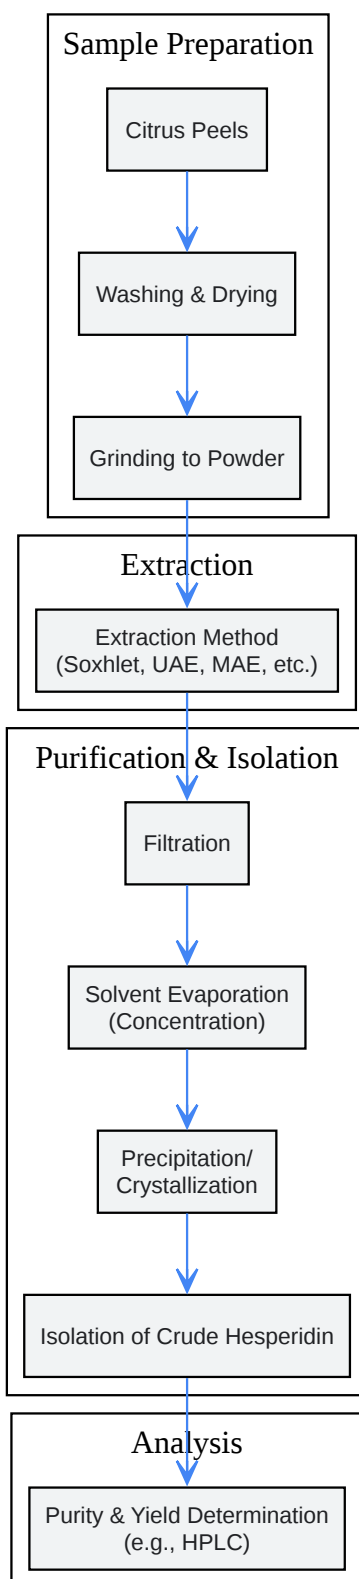 Sample Preparation
Citrus Peels
Washing & Drying
Grinding to Powder
Extraction
Extraction Method
(Soxhlet, UAE, MAE, etc.)
Purification & Isolation
Filtration
Solvent Evaporation
(Concentration)
Precipitation/
Crystallization
Isolation of Crude Hesperidin
Analysis
Purity & Yield Determination
(e.g., HPLC)